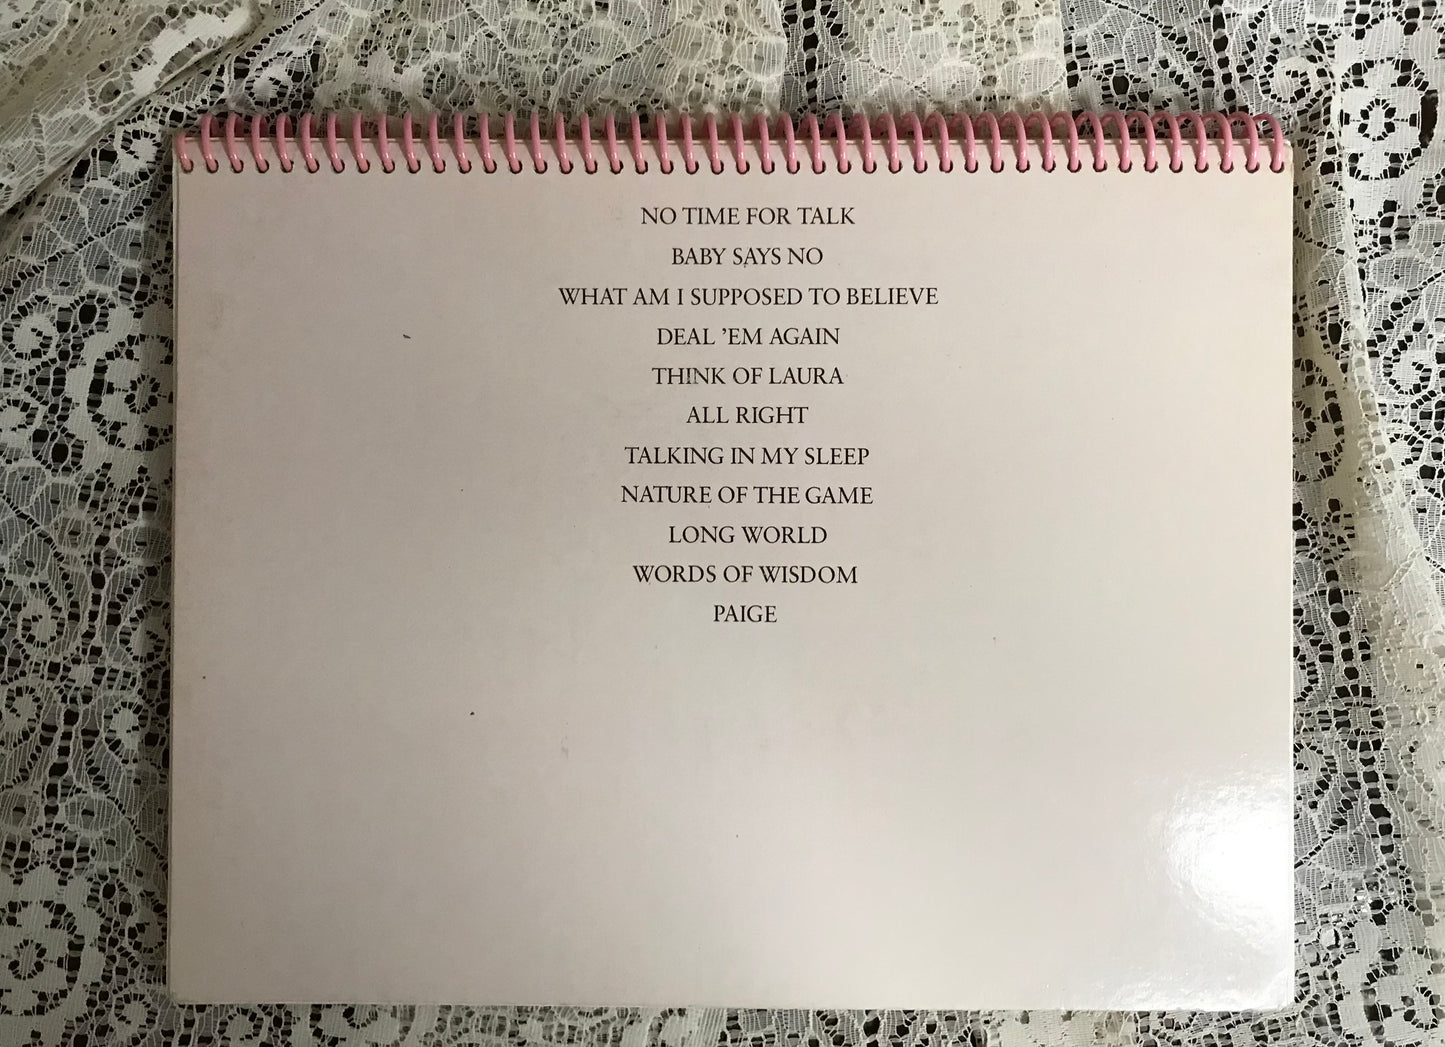 NO TIME FOR TALK
BABY SAYS NO
WHAT AM I SUPPOSED TO BELIEVE
DEAL ’EM AGAIN
THINK OF LAURA
ALL RIGHT
TALKING IN MY SLEEP
NATURE OF THE GAME
LONG WORLD
WORDS OF WISDOM
PAIGE